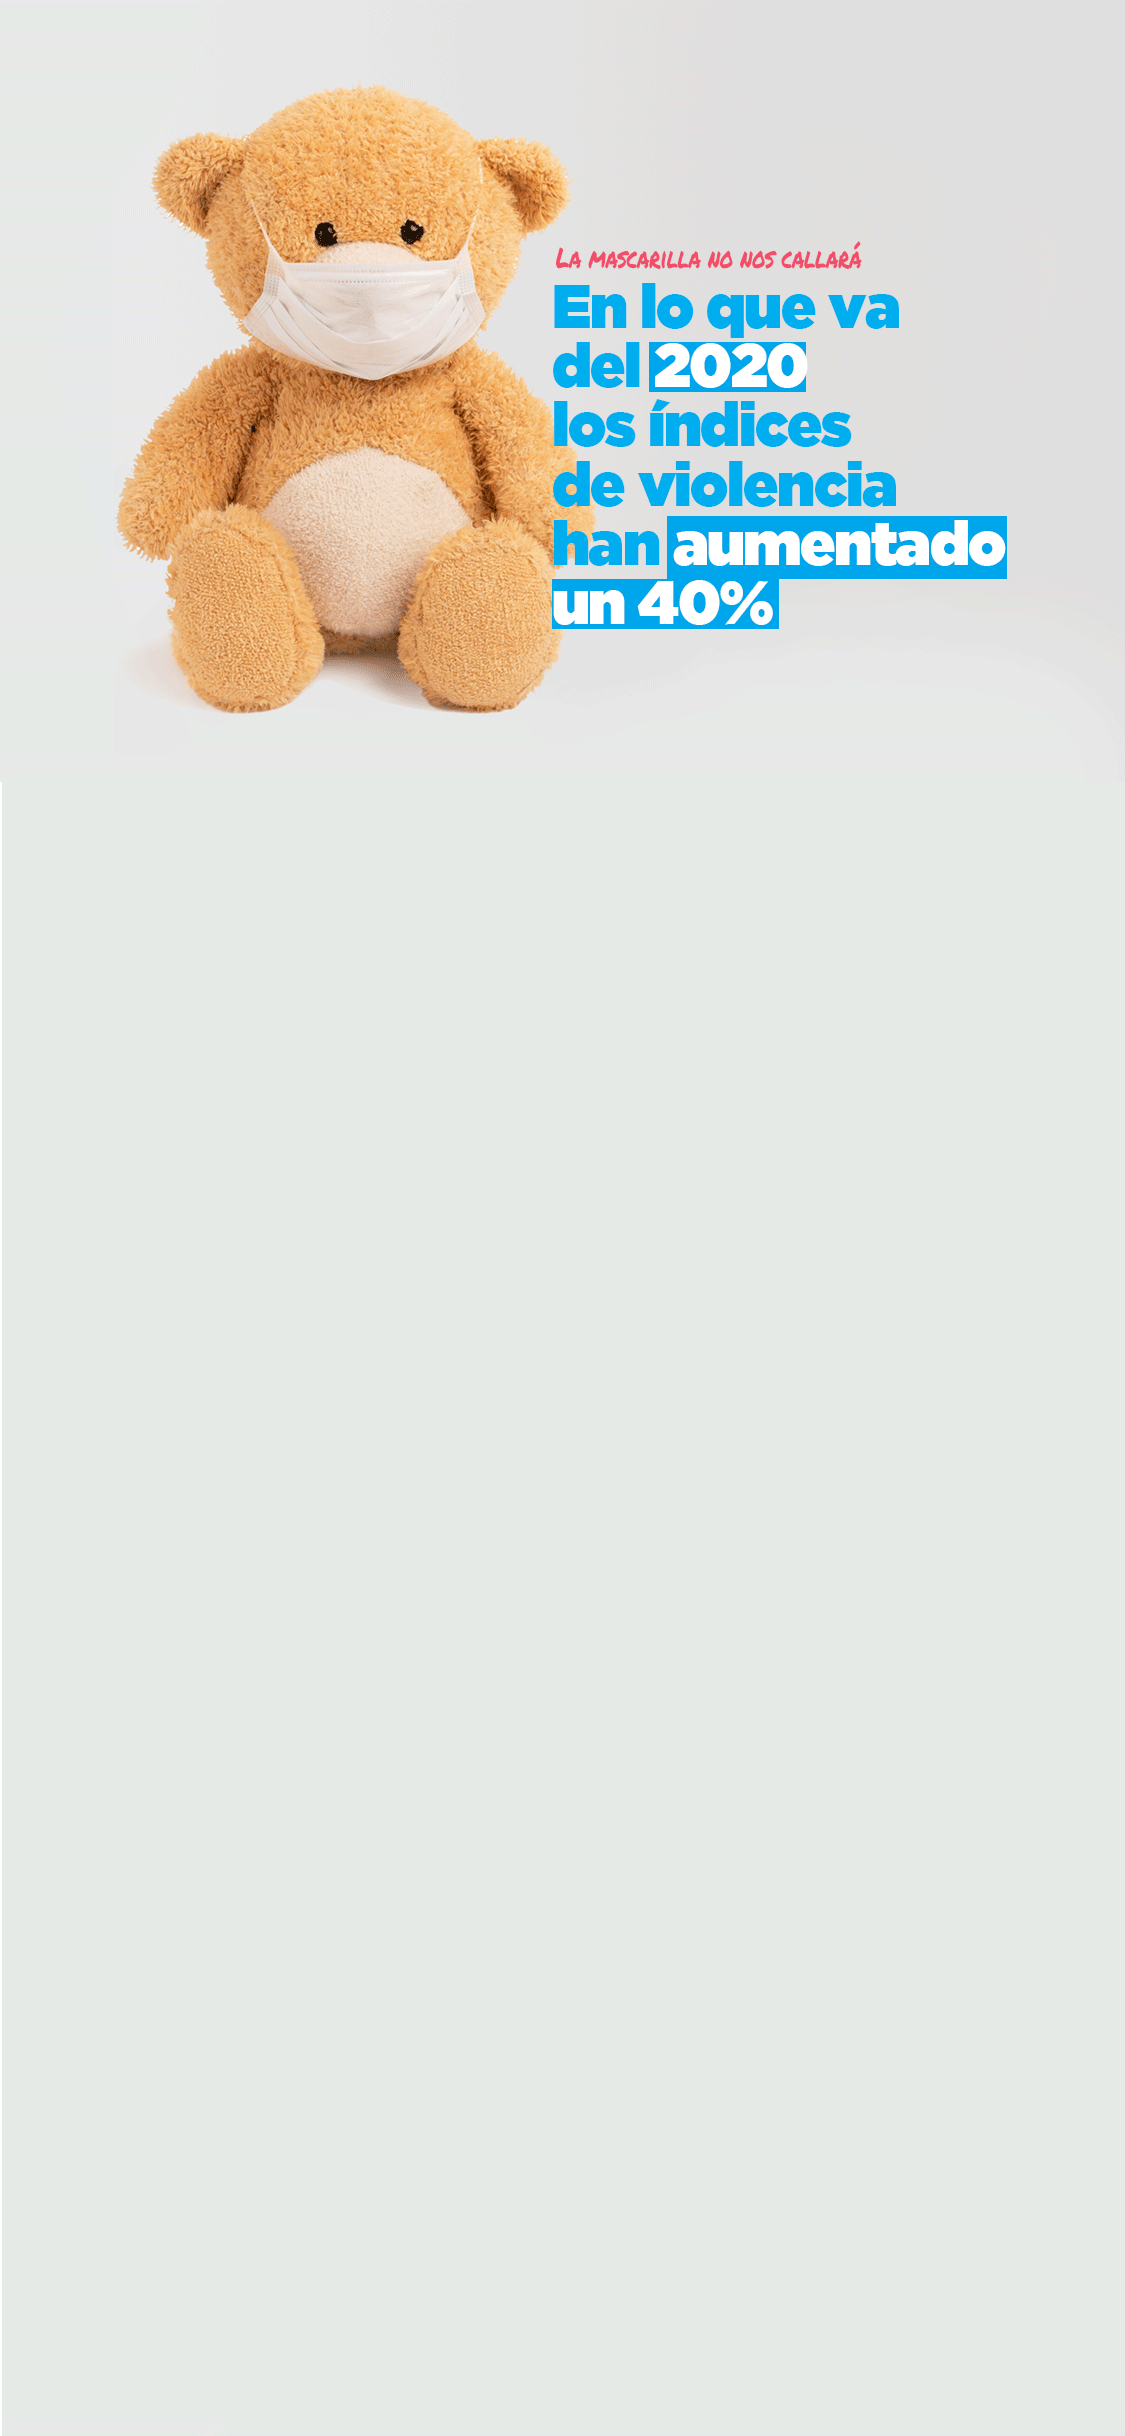 La mascarilla no nos callará
En lo que va
del 2020
los índices
de violencia
han aumentado
un 40%